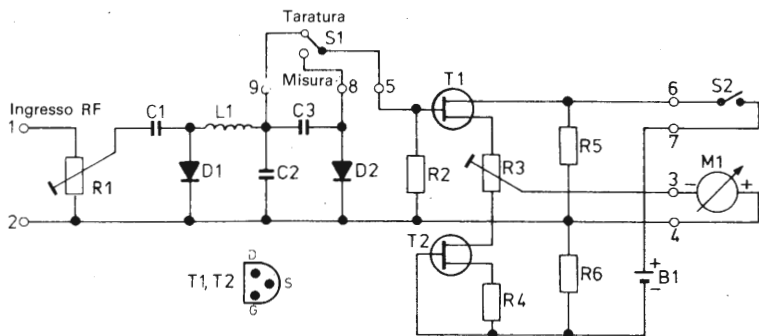 Taratura
S1
Misura
9
8
5
T1
6
S2
7
Ingresso RF
1
C1
L1
C3
R1
D1
C2
D2
R2
R3
R5
3
- M1 +
2
4
T2
R4
R6
+
B1
-
T1, T2
D
S
G